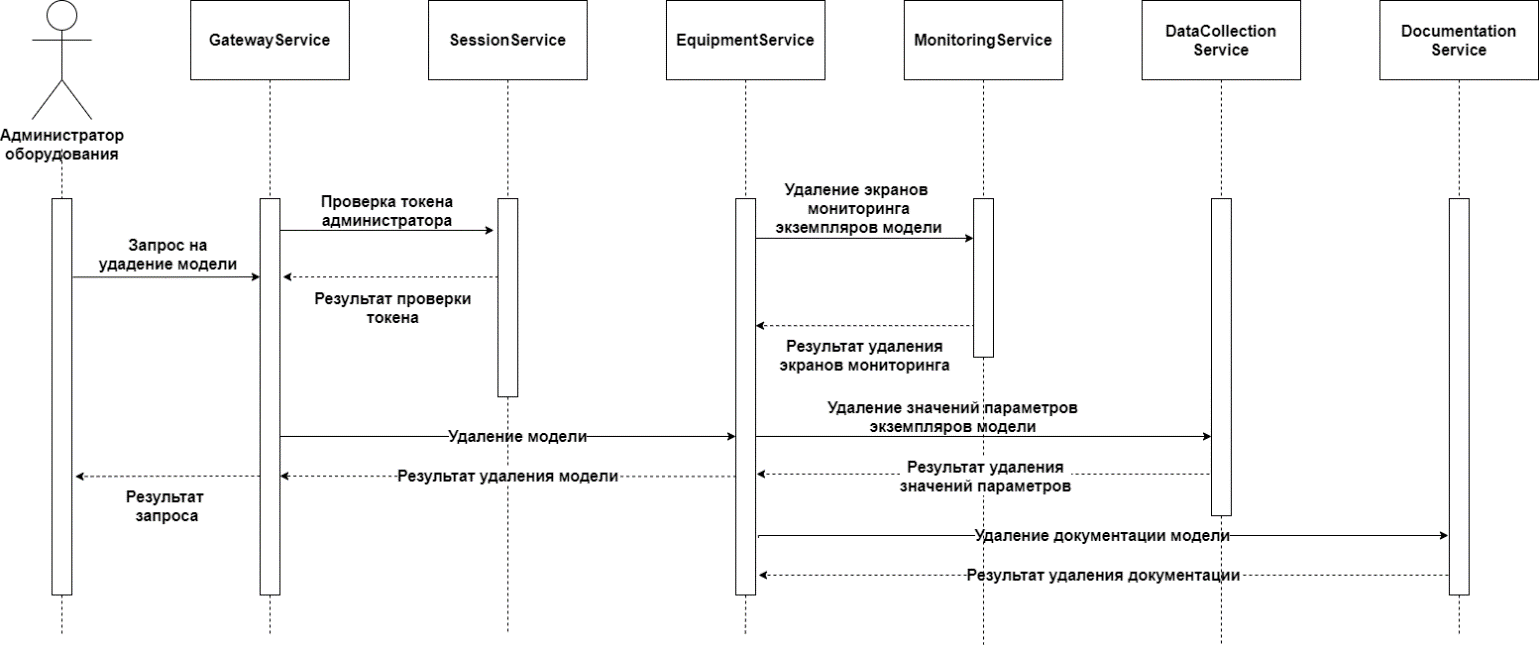 GatewayService
SessionService
EquipmentService
MonitoringService
DataCollection
Service
Documentation
Service
Администратор
оборудования
Удаление экранов
мониторинга
экземпляров модели
Проверка токена
администратора
Запрос на
удадение модели
Результат проверки
токена
Результат удаления
экранов мониторинга
Удаление значений параметров
экземпляров модели
Удаление модели
Результат удаления модели
Результат удаления
значений параметров
Результат
запроса
Удаление документации модели
Результат удаления документации